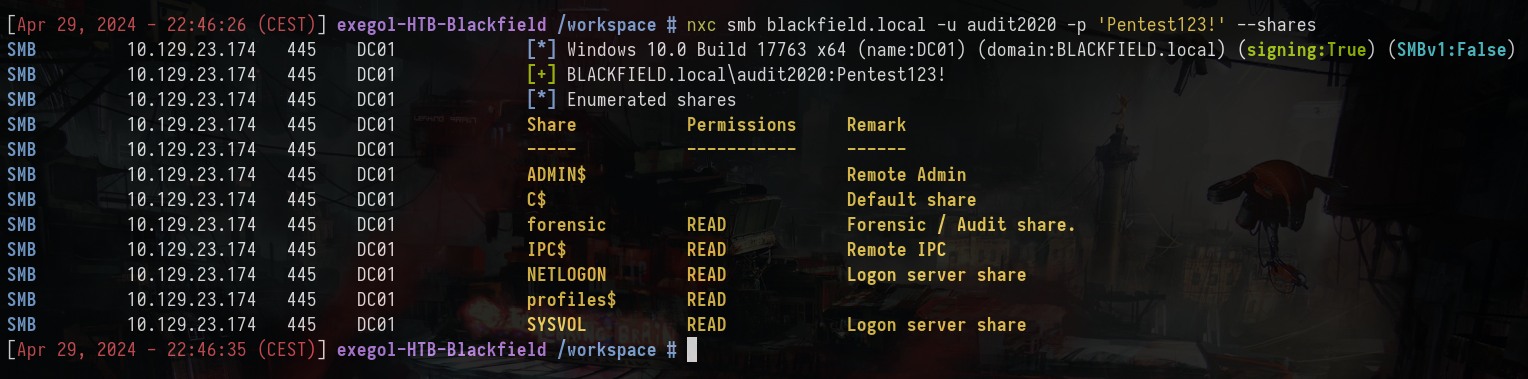 [Apr 29, 2024 - 22:46:26 (CEST)] exegol-HTB-Blackfield /workspace # nxc smb blackfield.local -u audit2020 -p 'Pentest123!' --shares
SMB 10.129.23.174 445 DC01 [*] Windows 10.0 Build 17763 x64 (name:DC01) (domain:BLACKFIELD.local) (signing:True) (SMBv1:False)
SMB 10.129.23.174 445 DC01 [+] BLACKFIELD.local\audit2020:Pentest123!
SMB 10.129.23.174 445 DC01 [*] Enumerated shares
SMB 10.129.23.174 445 DC01 Share Permissions Remark
SMB 10.129.23.174 445 DC01 ----- ----------- ------
SMB 10.129.23.174 445 DC01 ADMIN$ Remote Admin
SMB 10.129.23.174 445 DC01 C$ Default share
SMB 10.129.23.174 445 DC01 forensic READ Forensic / Audit share.
SMB 10.129.23.174 445 DC01 IPC$ READ Remote IPC
SMB 10.129.23.174 445 DC01 NETLOGON READ Logon server share
SMB 10.129.23.174 445 DC01 profiles$ READ
SMB 10.129.23.174 445 DC01 SYSVOL READ Logon server share
[Apr 29, 2024 - 22:46:35 (CEST)] exegol-HTB-Blackfield /workspace #